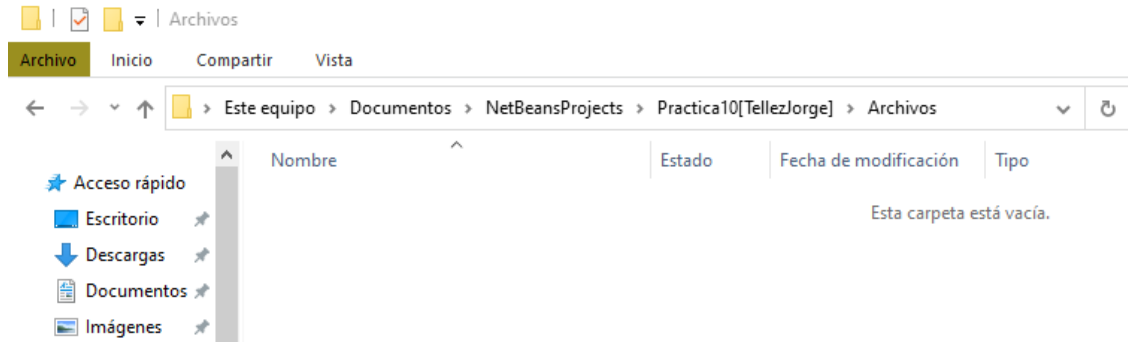 Archivos
Archivo Inicio Compartir Vista
Este equipo > Documentos > NetBeansProjects > Practica10[TellezJorge] > Archivos
Nombre Estado Fecha de modificación Tipo
Acceso rápido
Esta carpeta está vacía.
Escritorio
Descargas
Documentos
Imágenes